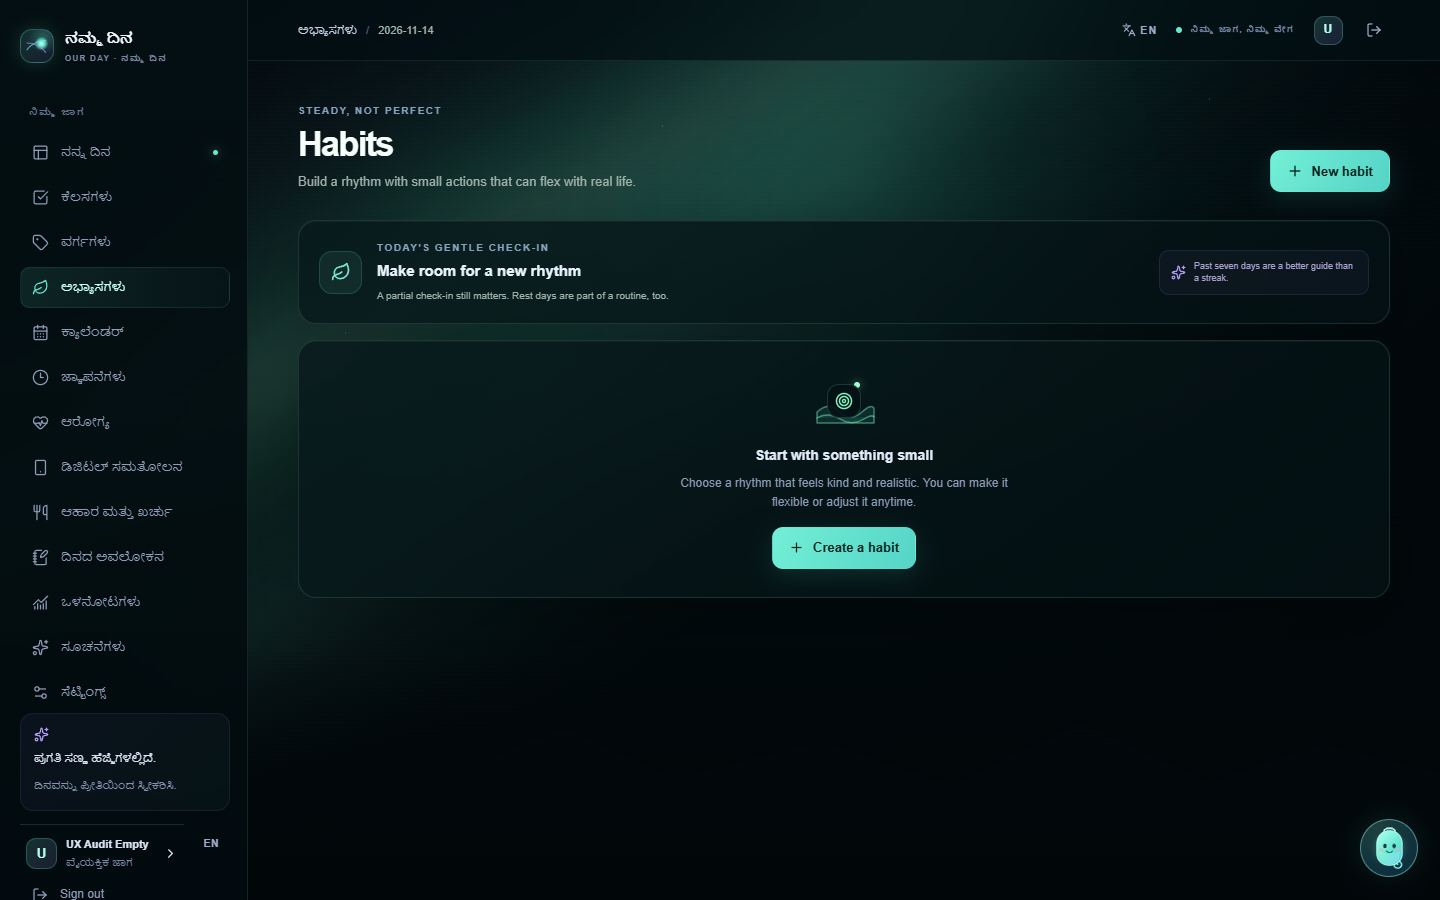 ನಮ್ಮ ದಿನ
OUR DAY · ನಮ್ಮ ದಿನ
ನಿಮ್ಮ ಜಾಗ
ನನ್ನ ದಿನ
ಕೆಲಸಗಳು
ವರ್ಗಗಳು
ಅಭ್ಯಾಸಗಳು
ಕ್ಯಾಲೆಂಡರ್
ಜ್ಞಾಪನೆಗಳು
ಆರೋಗ್ಯ
ಡಿಜಿಟಲ್ ಸಮತೋಲನ
ಆಹಾರ ಮತ್ತು ಖರ್ಚು
ದಿನದ ಅವಲೋಕನ
ಒಳನೋಟಗಳು
ಸೂಚನೆಗಳು
ಸೆಟ್ಟಿಂಗ್ಸ್
ಪ್ರಗತಿ ಸಣ್ಣ ಹೆಜ್ಜೆಗಳಲ್ಲಿದೆ.
ದಿನವನ್ನು ಪ್ರೀತಿಯಿಂದ ಸ್ವೀಕರಿಸಿ.
U
UX Audit Empty
ವೈಯಕ್ತಿಕ ಜಾಗ
EN
Sign out
ಅಭ್ಯಾಸಗಳು / 2026-11-14
EN
ನಿಮ್ಮ ಜಾಗ, ನಿಮ್ಮ ವೇಗ
U
STEADY, NOT PERFECT
Habits
Build a rhythm with small actions that can flex with real life.
New habit
TODAY'S GENTLE CHECK-IN
Make room for a new rhythm
A partial check-in still matters. Rest days are part of a routine, too.
Past seven days are a better guide than
a streak.
Start with something small
Choose a rhythm that feels kind and realistic. You can make it
flexible or adjust it anytime.
Create a habit